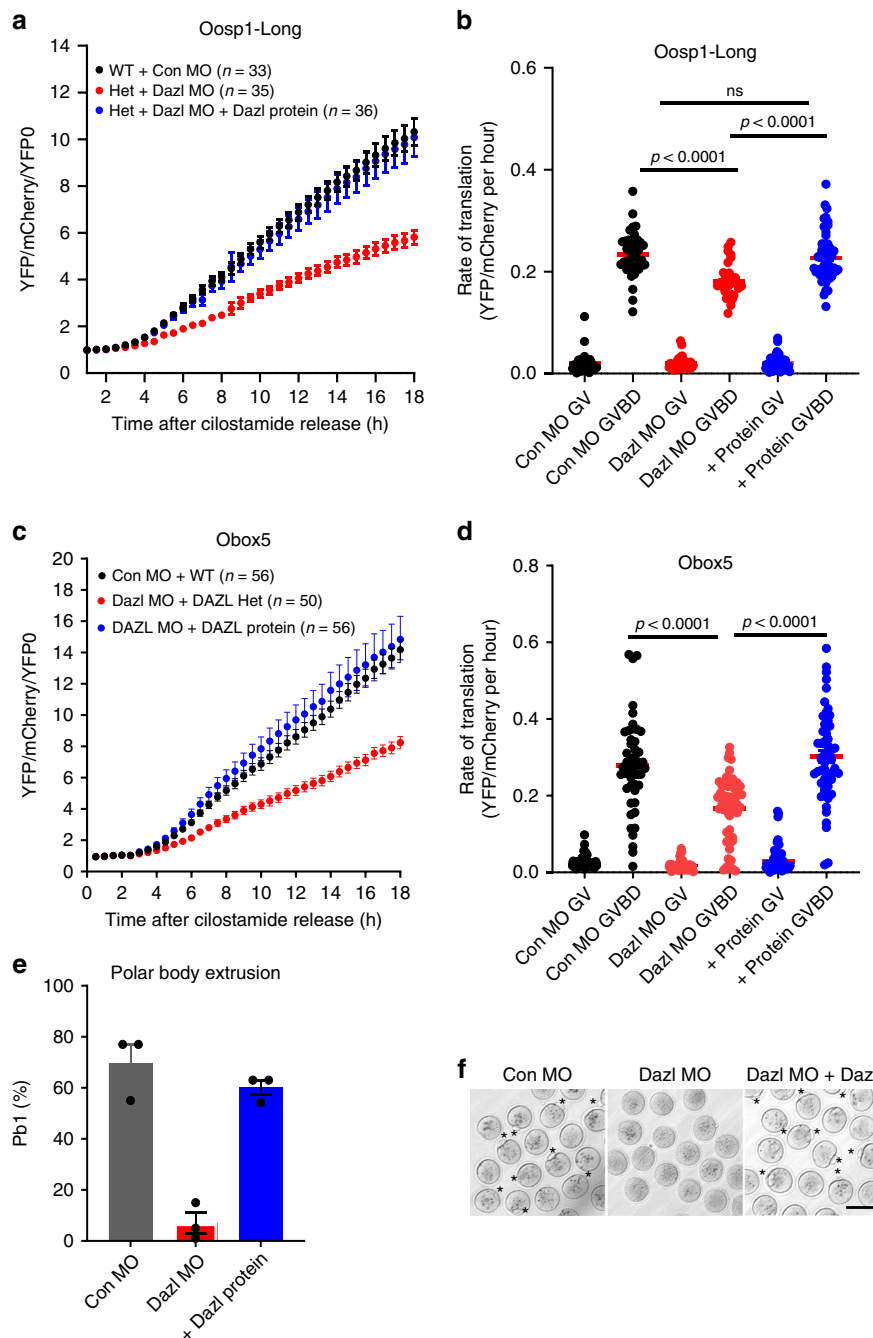 a
Oosp1-Long
WT + Con MO (n = 33)
Het + Dazl MO (n = 35)
Het + Dazl MO + Dazl protein (n = 36)
YFP/mCherry/YFP0
0
2
4
6
8
10
12
2
4
6
8
10
12
14
16
18
Time after cilostamide release (h)
b
Oosp1-Long
ns
p < 0.0001
p < 0.0001
Rate of translation
(YFP/mCherry per hour)
0.6
0.4
0.2
0.0
Con MO GV
Con MO GVBD
Dazl MO GV
Dazl MO GVBD
+ Protein GV
+ Protein GVBD
c
Obox5
Con MO + WT (n = 56)
Dazl MO + DAZL Het (n = 50)
DAZL MO + DAZL protein (n = 56)
YFP/mCherry/YFP0
20
18
16
14
12
10
8
6
4
2
0
0
2
4
6
8
10
12
14
16
18
Time after cilostamide release (h)
d
Obox5
p < 0.0001
p < 0.0001
Rate of translation
(YFP/mCherry per hour)
0.8
0.6
0.4
0.2
0.0
Con MO GV
Con MO GVBD
Dazl MO GV
Dazl MO GVBD
+ Protein GV
+ Protein GVBD
e
Polar body extrusion
Pb1 (%)
100
80
60
40
20
0
Con MO
Dazl MO
+ Dazl protein
f
Con MO
Dazl MO
Dazl MO + Daz